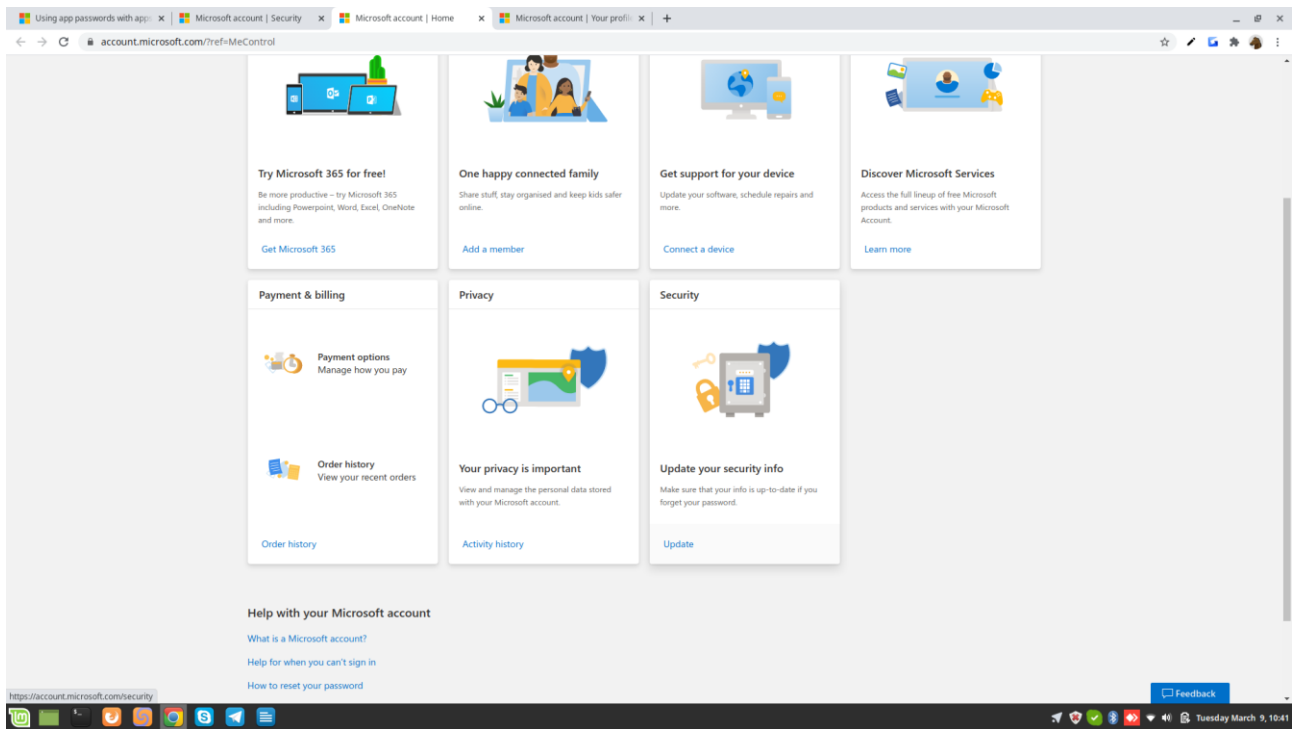 Using app passwords with apps
Microsoft account | Security
Microsoft account | Home
Microsoft account | Your profile
account.microsoft.com/?ref=MeControl
Try Microsoft 365 for free!
Be more productive – try Microsoft 365
including Powerpoint, Word, Excel, OneNote
and more.
Get Microsoft 365
One happy connected family
Share stuff, stay organised and keep kids safer
online.
Add a member
Get support for your device
Update your software, schedule repairs and
more.
Connect a device
Discover Microsoft Services
Access the full lineup of free Microsoft
products and services with your Microsoft
Account.
Learn more
Payment & billing
Payment options
Manage how you pay
Order history
View your recent orders
Order history
Privacy
Your privacy is important
View and manage the personal data stored
with your Microsoft account.
Activity history
Security
Update your security info
Make sure that your info is up-to-date if you
forget your password.
Update
Help with your Microsoft account
What is a Microsoft account?
Help for when you can't sign in
How to reset your password
https://account.microsoft.com/security
Feedback
Tuesday March 9, 10:41